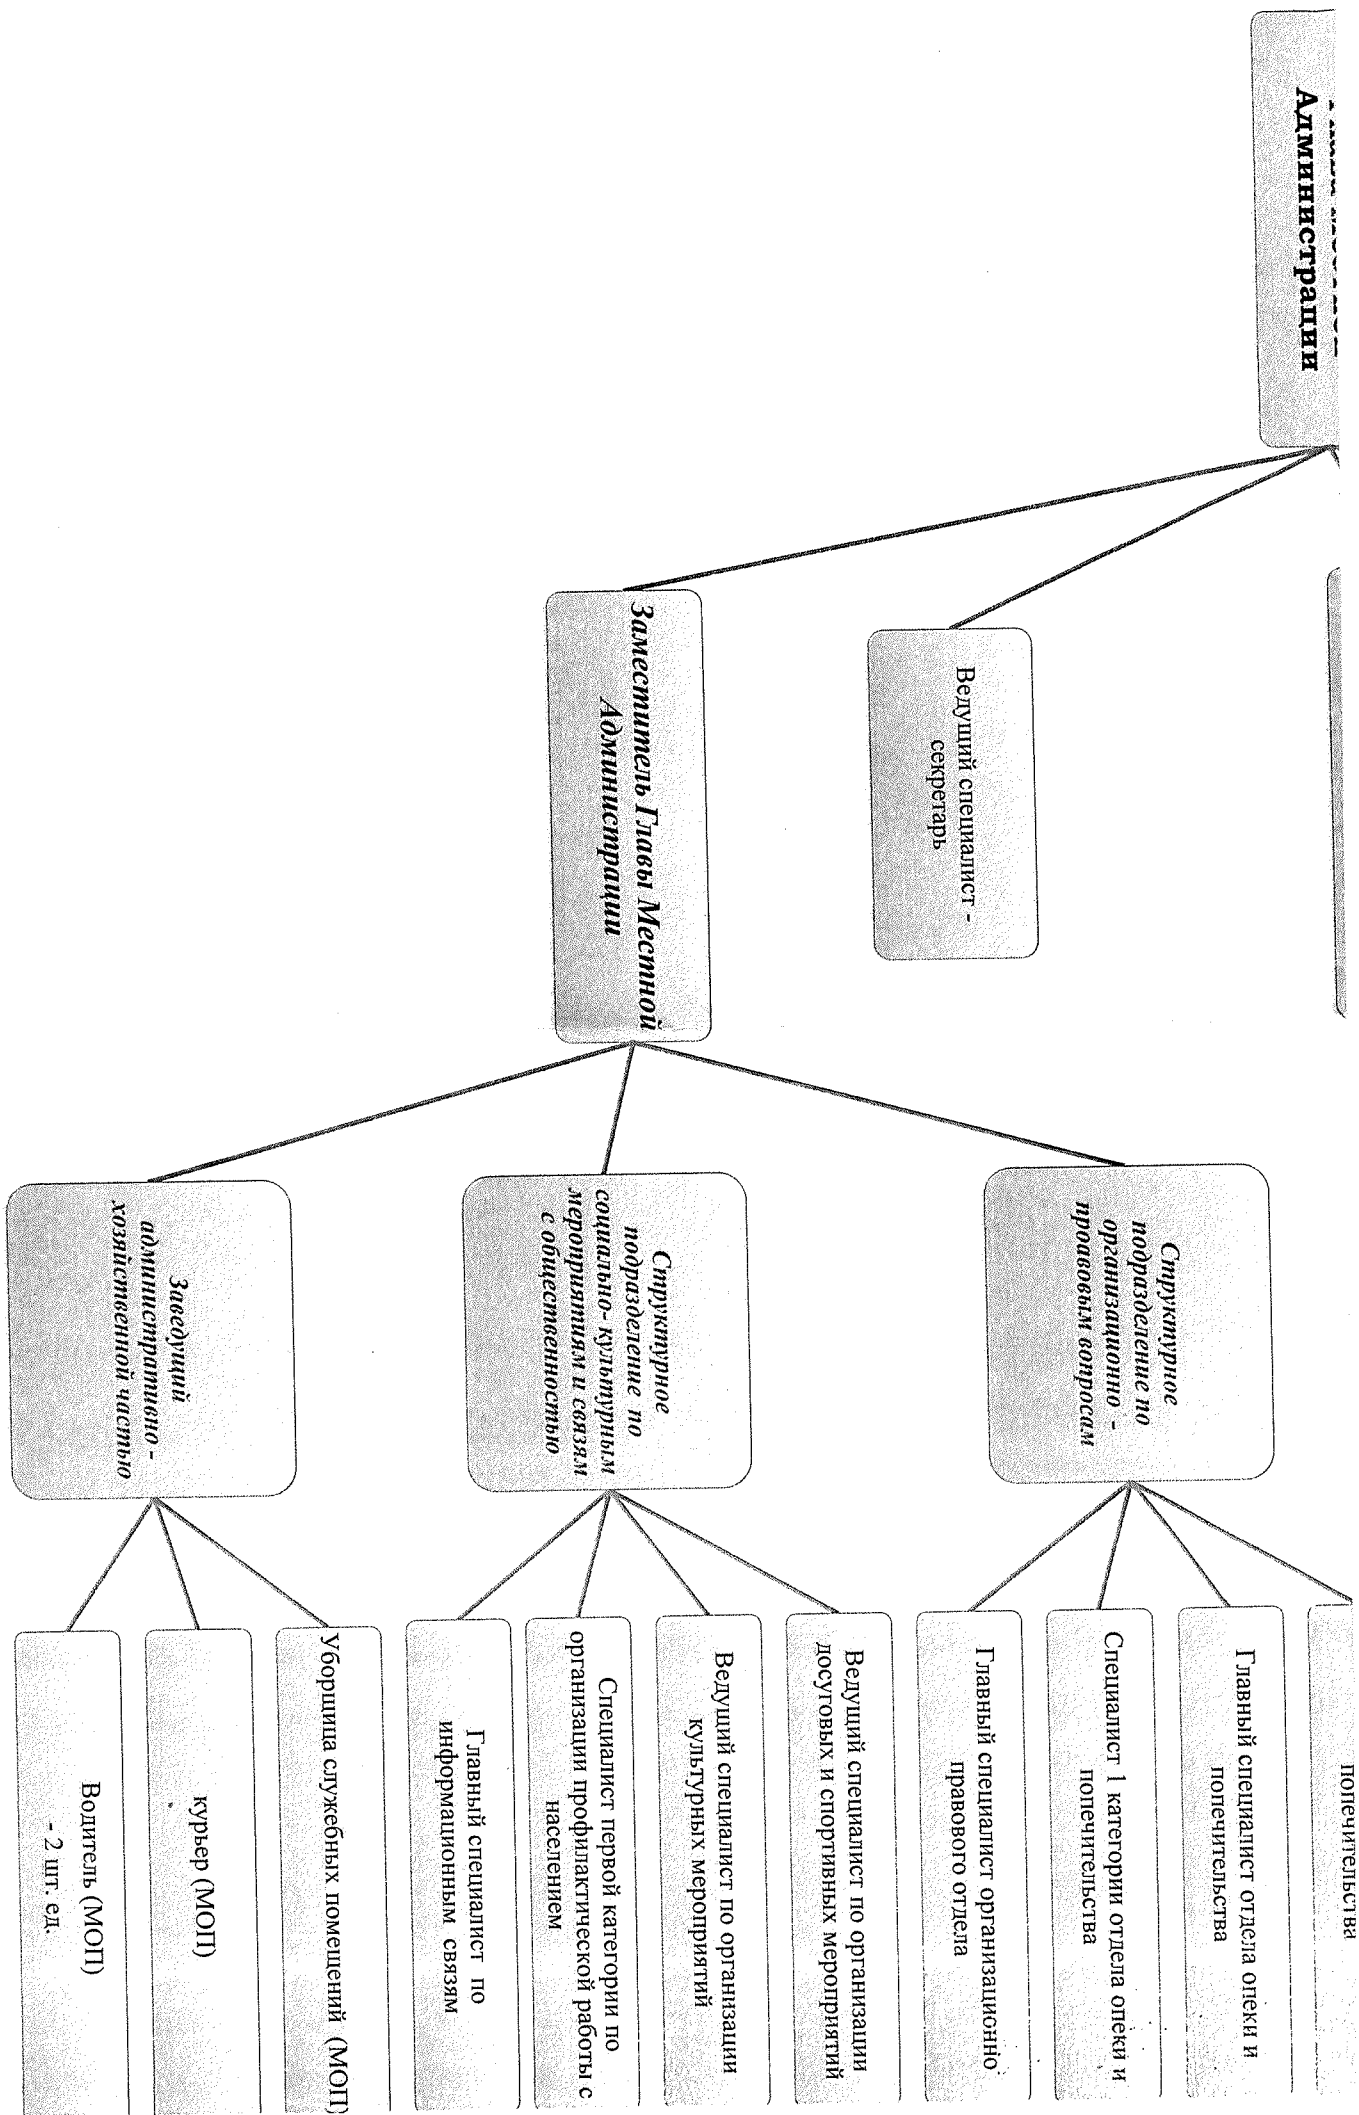 Администрации
Ведущий специалист -
секретарь
Заместитель Главы Местной
Администрации
Структурное
подразделение по
организационно -
правовым вопросам
Структурное
подразделение по
социально- культурным
мероприятиям и связям
с общественностью
Заведущий
административно -
хозяйственной частью
попечительства
Главный специалист отдела опеки и
попечительства
Специалист 1 категории отдела опеки и
попечительства
Главный специалист организационно
правового отдела
Ведущий специалист по организации
досуговых и спортивных мероприятий
Ведущий специалист по организации
культурных мероприятий
Специалист первой категории по
организации профилактической работы с
населением
Главный специалист по
информационным связям
Уборщица служебных помещений (МОП)
курьер (МОП)
Водитель (МОП)
- 2 шт. ед.